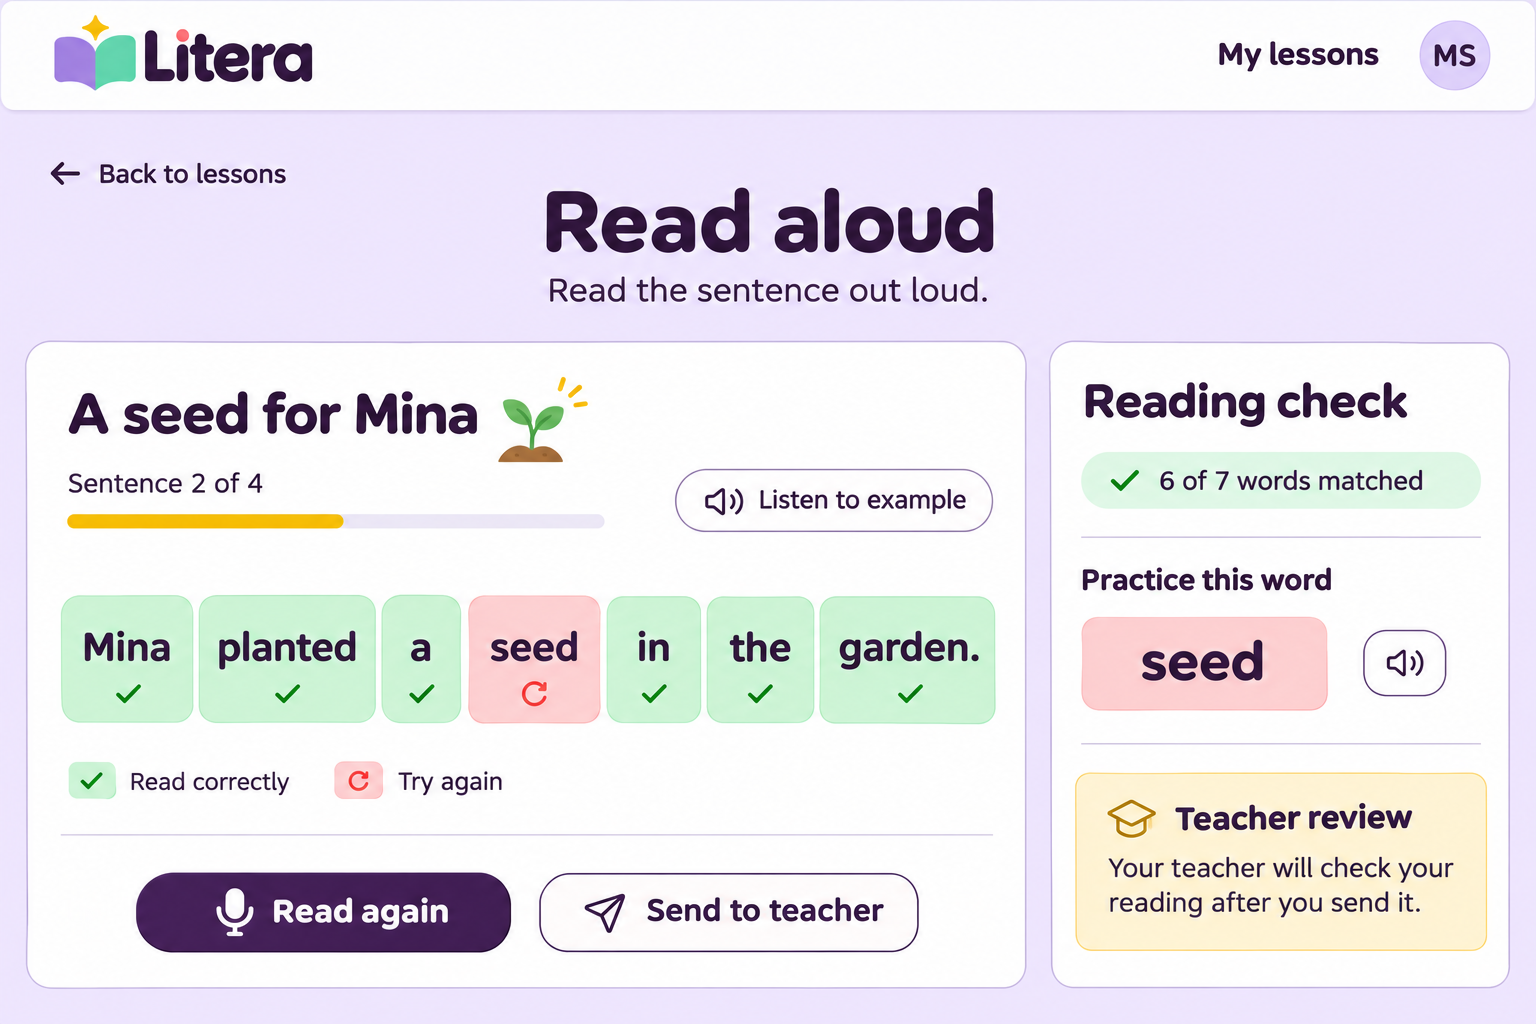 Litera
My lessons
MS
Back to lessons
Read aloud
Read the sentence out loud.
A seed for Mina
Sentence 2 of 4
Listen to example
Mina planted a seed in the garden.
Read correctly
Try again
Read again
Send to teacher
Reading check
6 of 7 words matched
Practice this word
seed
Teacher review
Your teacher will check your
reading after you send it.